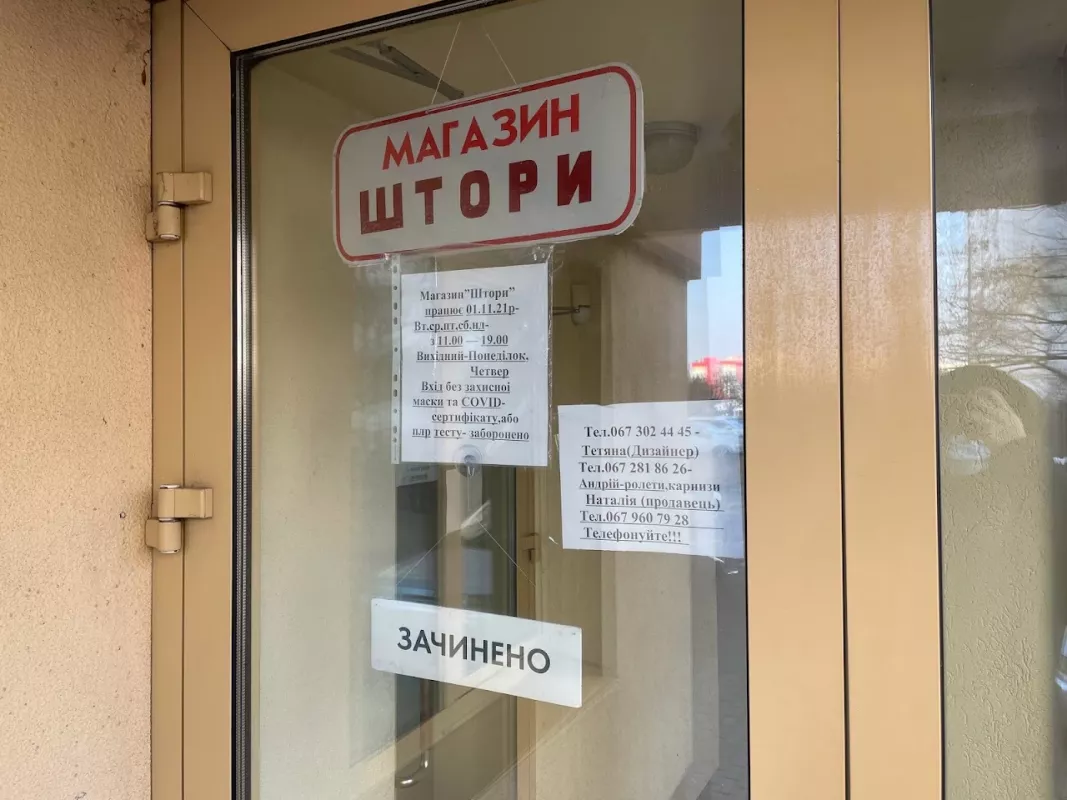 МАГАЗИН
ШТОРИ
Магазин"Штори"
працює 01.11.21р-
Вт.ср.пт.сб.нд-
з 11.00 — 19.00
Вихідний-Понеділок,
Четвер
Вхід без захисної
маски та COVID-
сертифікату,або
плр тесту- заборонено
Тел.067 302 44 45 -
Тетяна(Дизайнер)
Тел.067 281 86 26-
Андрій-ролети,карнизи
Наталія (продавець)
Тел.067 960 79 28
Телефонуйте!!!
ЗАЧИНЕНО